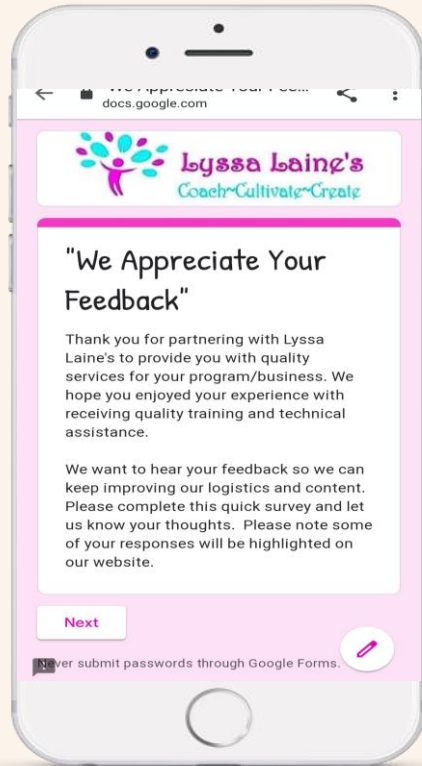 docs.google.com
Lyssa Laine's
Coach~Cultivate~Create
"We Appreciate Your
Feedback"
Thank you for partnering with Lyssa
Laine's to provide you with quality
services for your program/business. We
hope you enjoyed your experience with
receiving quality training and technical
assistance.
We want to hear your feedback so we can
keep improving our logistics and content.
Please complete this quick survey and let
us know your thoughts. Please note some
of your responses will be highlighted on
our website.
Next
Never submit passwords through Google Forms.